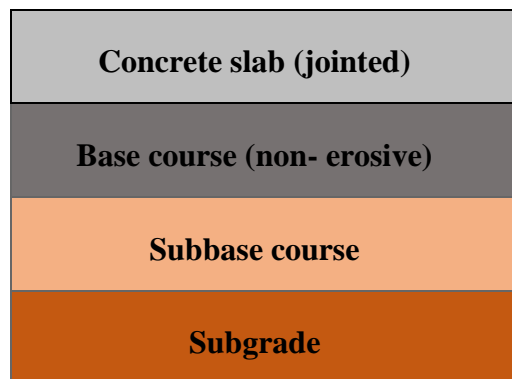 Concrete slab (jointed)
Base course (non- erosive)
Subbase course
Subgrade